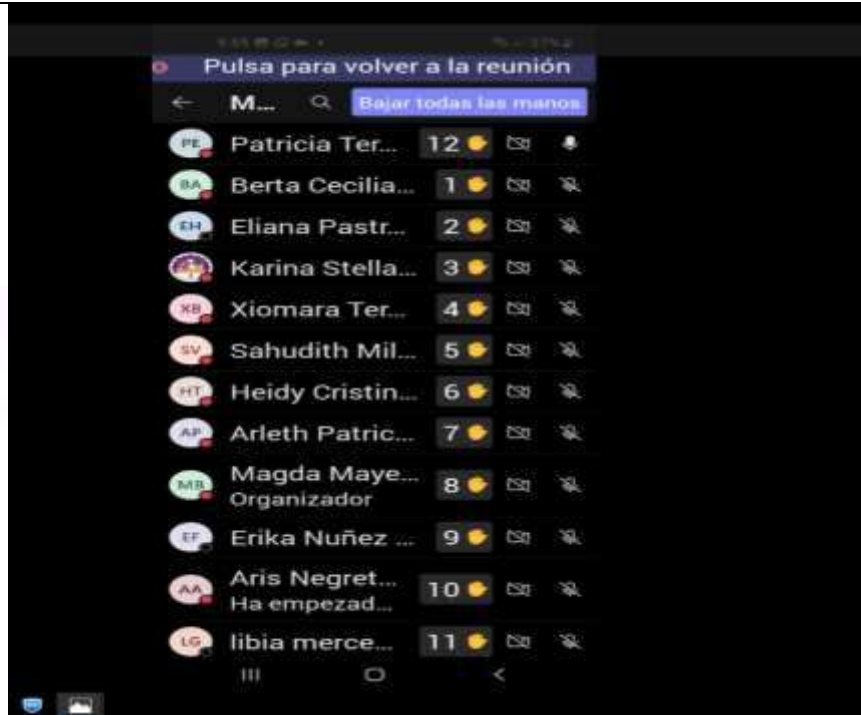 Pulsa para volver a la reunión
M... Bajar todas las manos
PE Patricia Ter... 12
BA Berta Cecilia... 1
EH Eliana Pastr... 2
Karina Stella... 3
XB Xiomara Ter... 4
SV Sahudith Mil... 5
HT Heidy Cristin... 6
AP Arleth Patric... 7
MB Magda Maye... 8
Organizador
EF Erika Nuñez ... 9
AA Aris Negret... 10
Ha empezad...
LG libia merce... 11